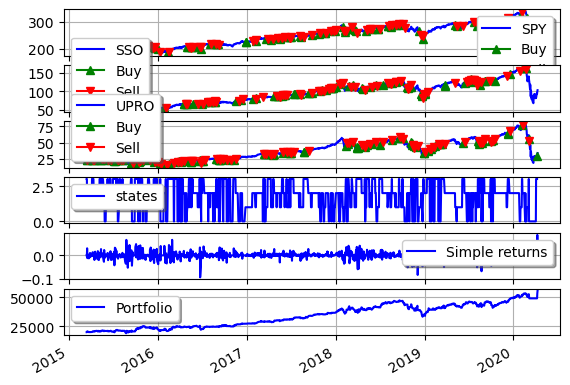 300
200
SPY
Buy
SSO
Buy
Sell
150
100
50
UPRO
Buy
Sell
75
50
25
2.5
0.0
states
0.0
−0.1
Simple returns
50000
25000
Portfolio
2015
2016
2017
2018
2019
2020